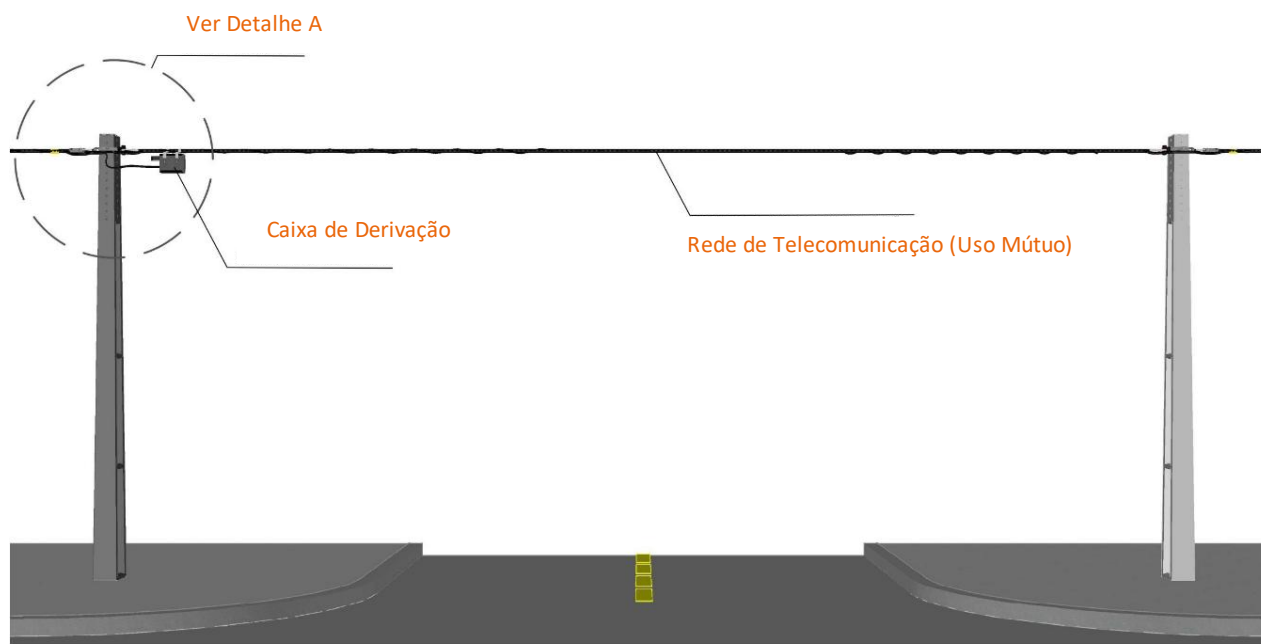 Ver Detalhe A
Caixa de Derivação
Rede de Telecomunicação (Uso Mútuo)